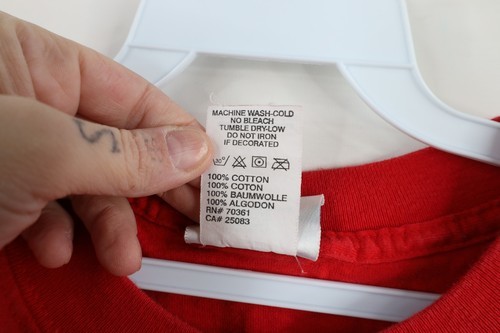 MACHINE WASH-COLD
NO BLEACH
TUMBLE DRY-LOW
DO NOT IRON
IF DECORATED
30°
100% COTTON
100% COTON
100% BAUMWOLLE
100% ALGODON
RN# 70361
CA# 25083